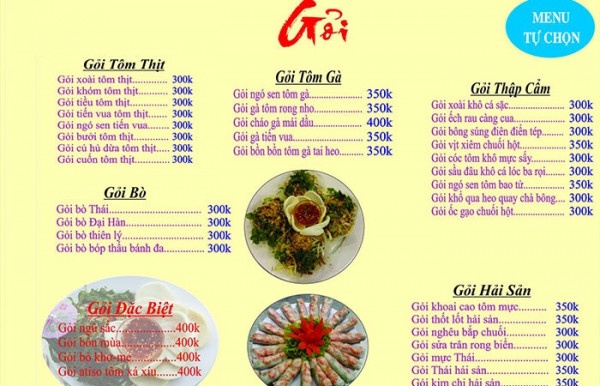 Gỏi
MENU
TỰ CHỌN
Gỏi Tôm Thịt
Gỏi xoài tôm thịt............. 300k
Gỏi khóm tôm thịt........... 300k
Gỏi tiều tôm thịt............... 300k
Gỏi tiến vua tôm thịt........ 300k
Gỏi ngó sen tiến vua........ 300k
Gỏi bưởi tôm thịt............. 300k
Gỏi củ hủ dừa tôm thịt..... 300k
Gỏi cuốn tôm thịt............. 300k
Gỏi Tôm Gà
Gỏi ngó sen tôm gà...................... 350k
Gỏi gà tôm rong nho.................... 350k
Gỏi cháo gà mái dầu.................... 400k
Gỏi gà tiến vua............................. 350k
Gỏi bồn bồn tôm gà tai heo......... 350k
Gỏi Thập Cẩm
Gỏi xoài khô cá sặc...................... 300k
Gỏi ếch rau càng cua.................... 300k
Gỏi bông súng điên điển tép........ 300k
Gỏi vịt xiêm chuối hột................. 350k
Gỏi cóc tôm khô mực sấy............ 300k
Gỏi sầu đâu khô cá lóc ba rọi...... 300k
Gỏi ngó sen tôm bao tử............... 350k
Gỏi khổ qua heo quay chà bông.. 300k
Gỏi ốc gạo chuối hột................... 300k
Gỏi Bò
Gỏi bò Thái............................ 300k
Gỏi bò Đại Hàn...................... 300k
Gỏi bò thiên lý........................ 300k
Gỏi bò bóp thấu bánh đa........ 300k
Gỏi Đặc Biệt
Gỏi ngũ sắc...............400k
Gỏi bốn mùa.............400k
Gỏi bò kho-me..........400k
Gỏi atiso tôm xá xíu...400k
Gỏi Hải Sản
Gỏi khoai cao tôm mực........ 350k
Gỏi thốt lốt hải sản................ 350k
Gỏi nghêu bắp chuối............. 300k
Gỏi sứa trân rong biển........... 300k
Gỏi mực Thái........................ 300k
Gỏi Thái hải sản.................... 350k
Gỏi kim chi hải sản............... 350k